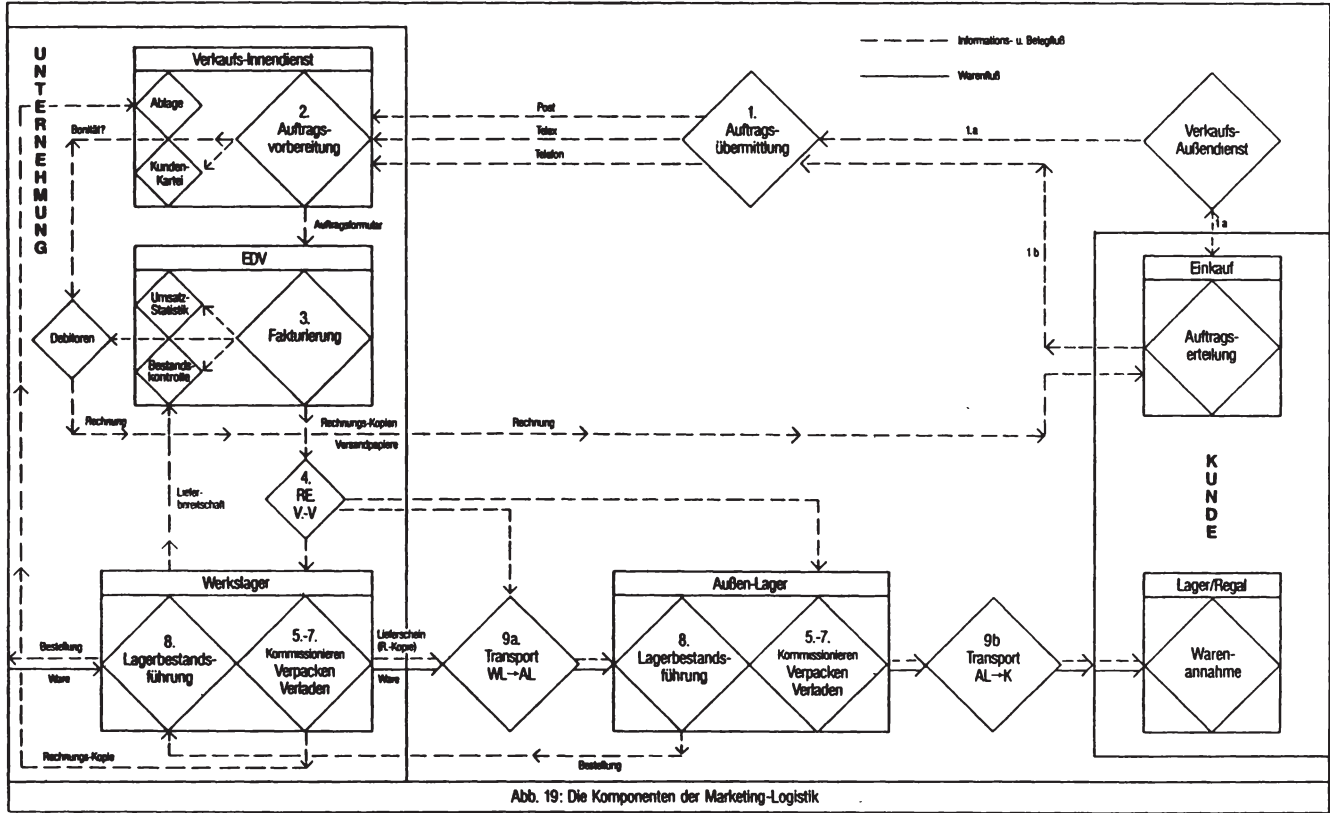 UNTERNEHMUNG
Verkaufs-Innendienst
Ablage
Bonität?
Kunden-
Kartei
2.
Auftrags-
vorbereitung
Post
Telex
Telefon
1.
Auftrags-
übermittlung
Informations- u. Belegfluß
Warenfluß
1.a
Verkaufs-
Außendienst
1a
1b
Auftragsformular
EDV
Umsatz-
Statistik
Debitoren
Bestands-
kontrolle
3.
Fakturierung
Einkauf
Auftrags-
erteilung
Rechnung
Rechnungs-Kopien
Versandpapiere
Rechnung
Liefer-
bereitschaft
4.
RE.
V.-V
KUNDE
Werkslager
8.
Lagerbestands-
führung
5.-7.
Kommissionieren
Verpacken
Verladen
Bestellung
Ware
Lieferschein
(R.-Kopie)
Ware
9a.
Transport
WL→AL
Außen-Lager
8.
Lagerbestands-
führung
5.-7.
Kommissionieren
Verpacken
Verladen
9b
Transport
AL→K
Lager/Regal
Waren-
annahme
Rechnungs-Kopie
Bestellung
Abb. 19: Die Komponenten der Marketing-Logistik